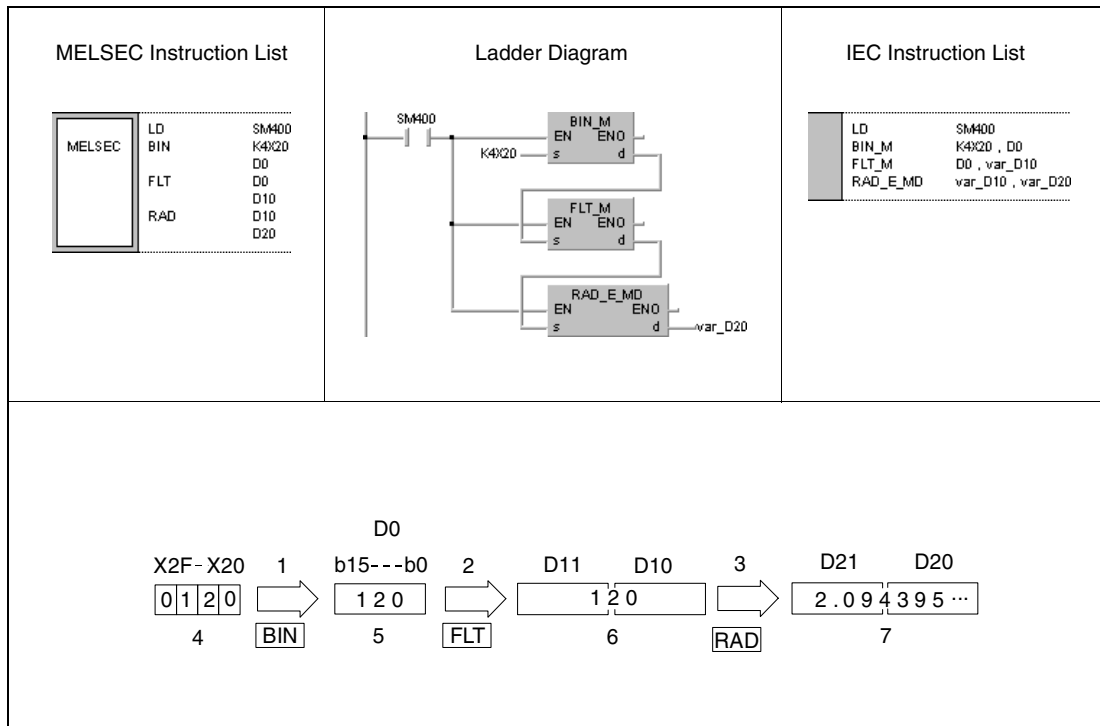 MELSEC Instruction List
MELSEC
LD SM400
BIN K4X20
D0
FLT D0
D10
RAD D10
D20
Ladder Diagram
SM400
BIN_M
EN ENO
K4X20 s d
FLT_M
EN ENO
s d
RAD_E_MD
EN ENO
s d var_D20
IEC Instruction List
LD SM400
BIN_M K4X20 , D0
FLT_M D0 , var_D10
RAD_E_MD var_D10 , var_D20
D0
X2F - X20 1 b15---b0 2 D11 D10 3 D21 D20
0 1 2 0 1 2 0 1 2 0 2 . 0 9 4 3 9 5 ...
4 BIN 5 FLT 6 RAD 7